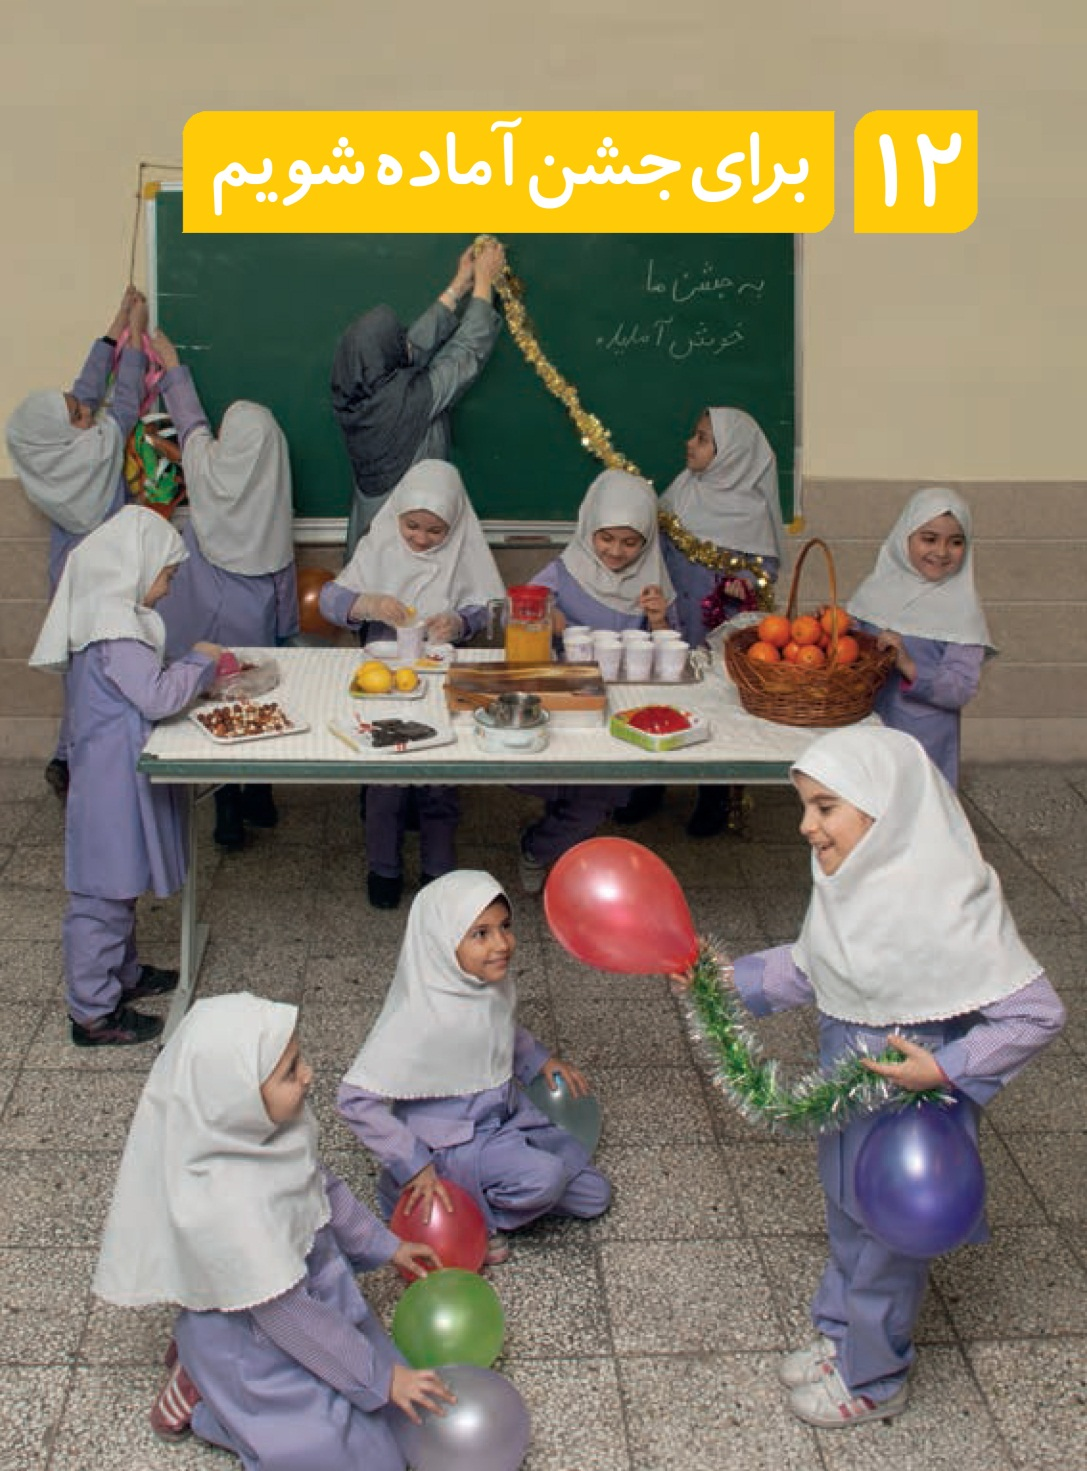 ۱۲ برای جشن آماده شویم
به جشن ما
خوش آمدید.